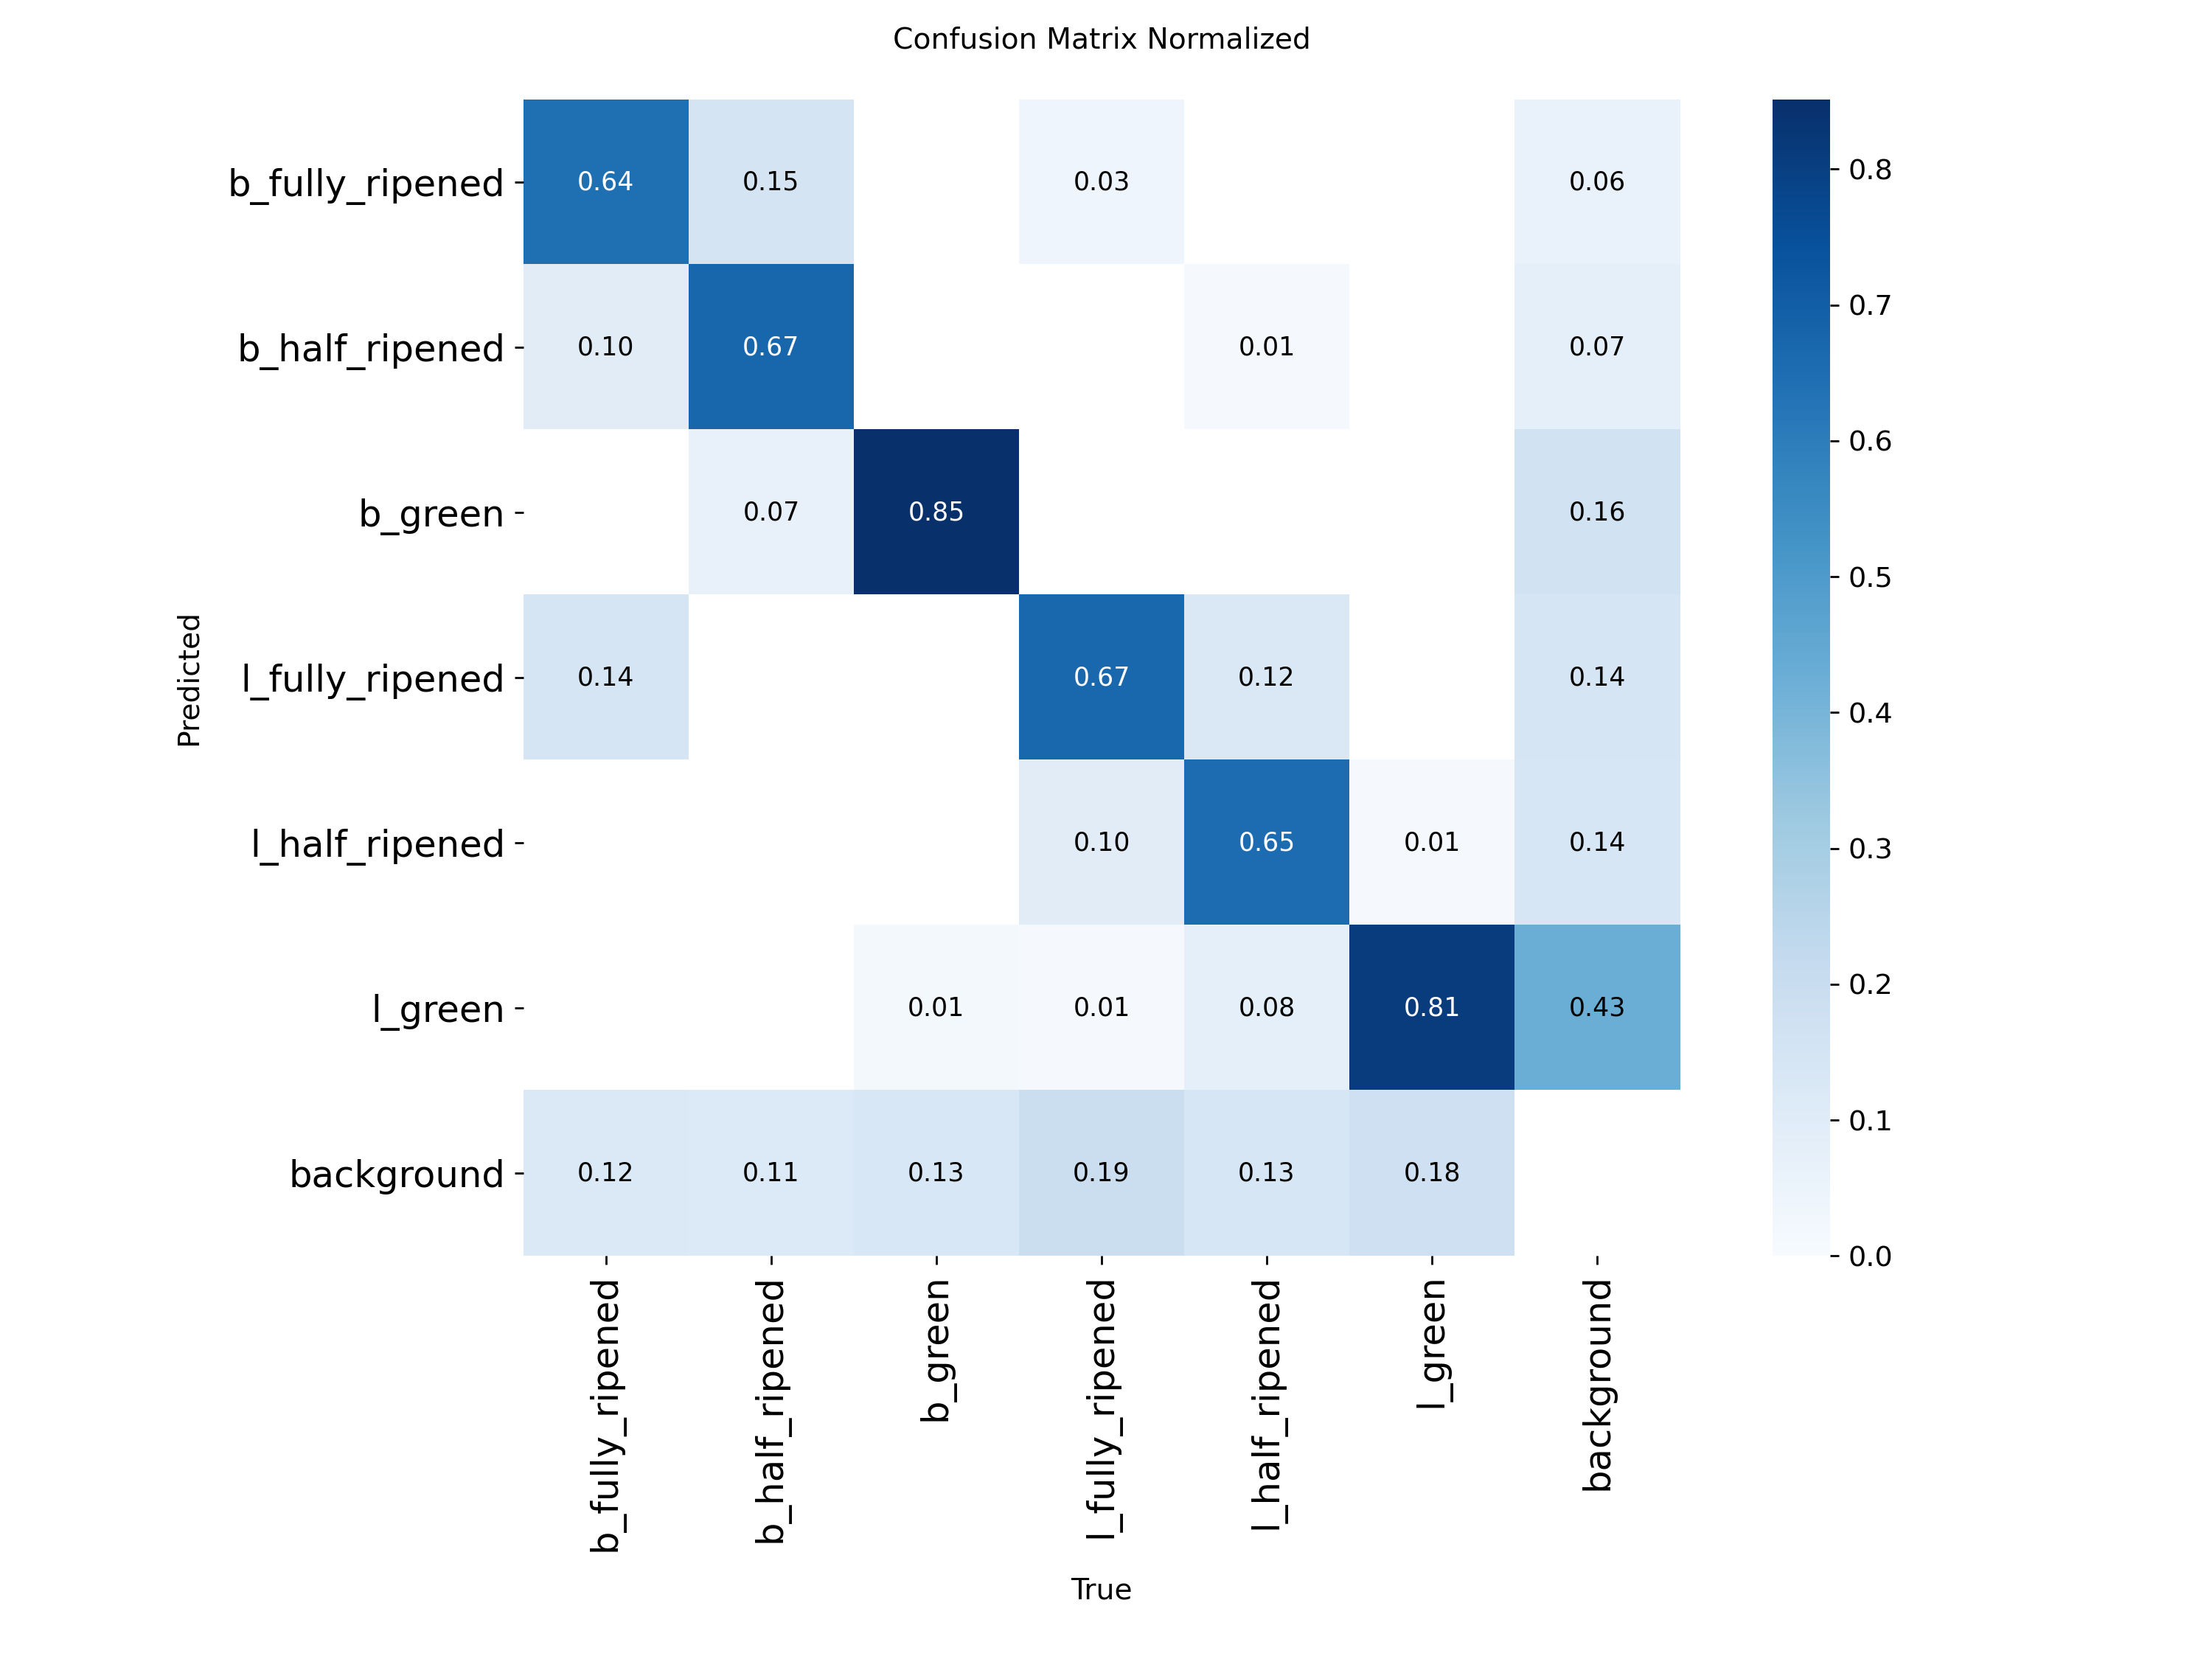 Confusion Matrix Normalized
b_fully_ripened 0.64 0.15 0.03 0.06
b_half_ripened 0.10 0.67 0.01 0.07
b_green 0.07 0.85 0.16
l_fully_ripened 0.14 0.67 0.12 0.14
l_half_ripened 0.10 0.65 0.01 0.14
l_green 0.01 0.01 0.08 0.81 0.43
background 0.12 0.11 0.13 0.19 0.13 0.18
Predicted
b_fully_ripened
b_half_ripened
b_green
l_fully_ripened
l_half_ripened
l_green
background
True
0.8
0.7
0.6
0.5
0.4
0.3
0.2
0.1
0.0